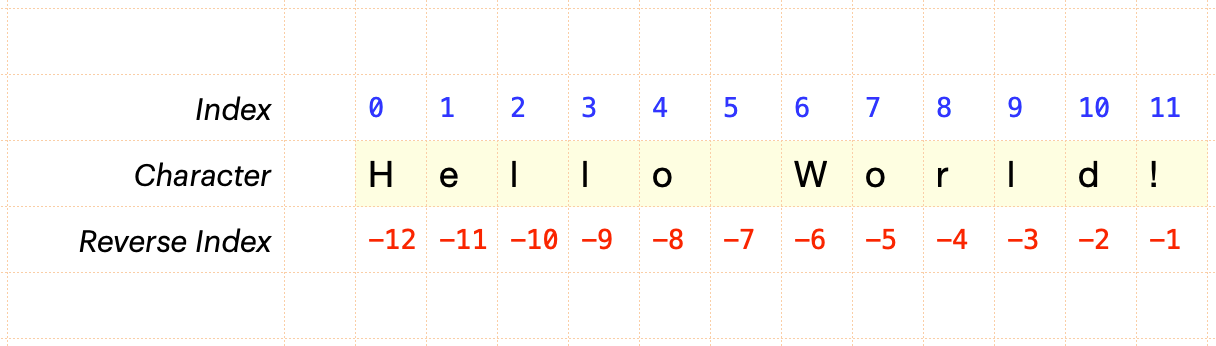 Index 0 1 2 3 4 5 6 7 8 9 10 11
Character H e l l o W o r l d !
Reverse Index −12 −11 −10 −9 −8 −7 −6 −5 −4 −3 −2 −1